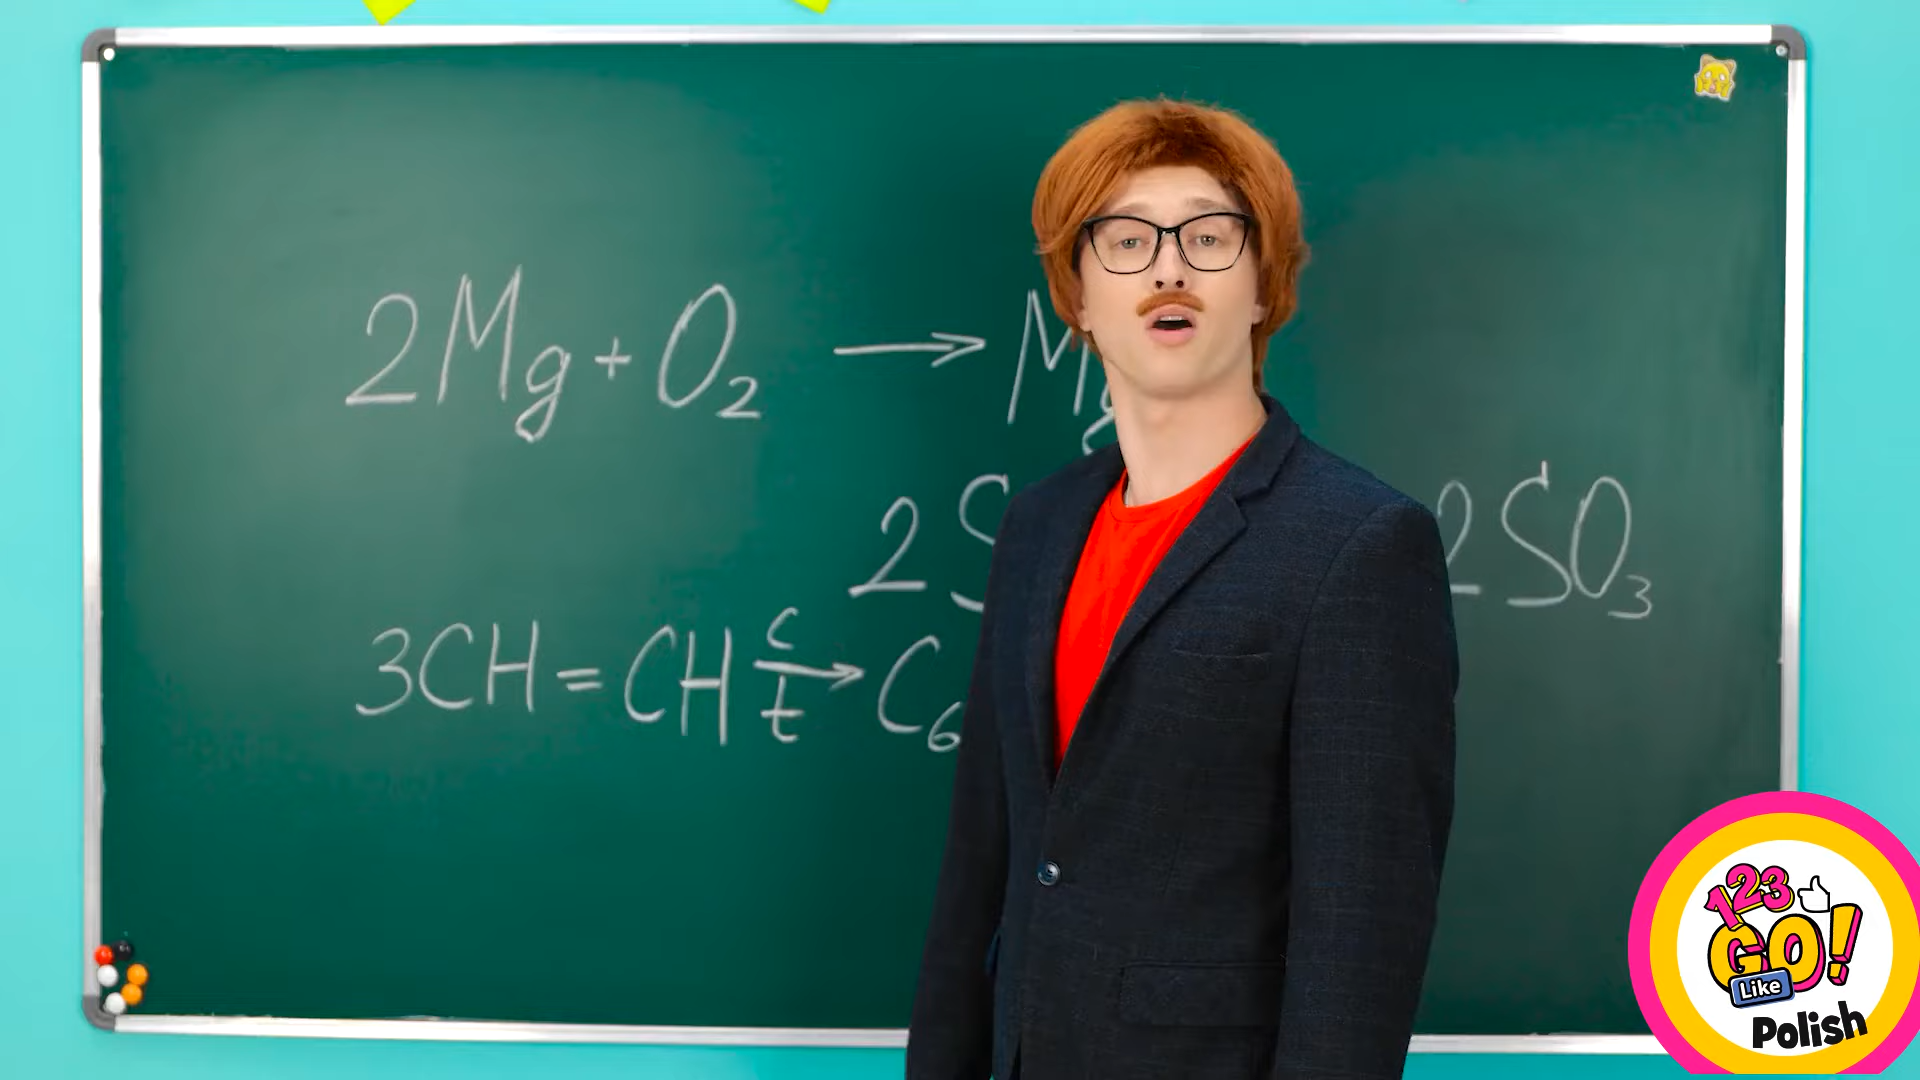 2Mg + O₂ → Mg
2S 2SO₃
3CH = CH c t → C₆
123 GO!
Like
Polish